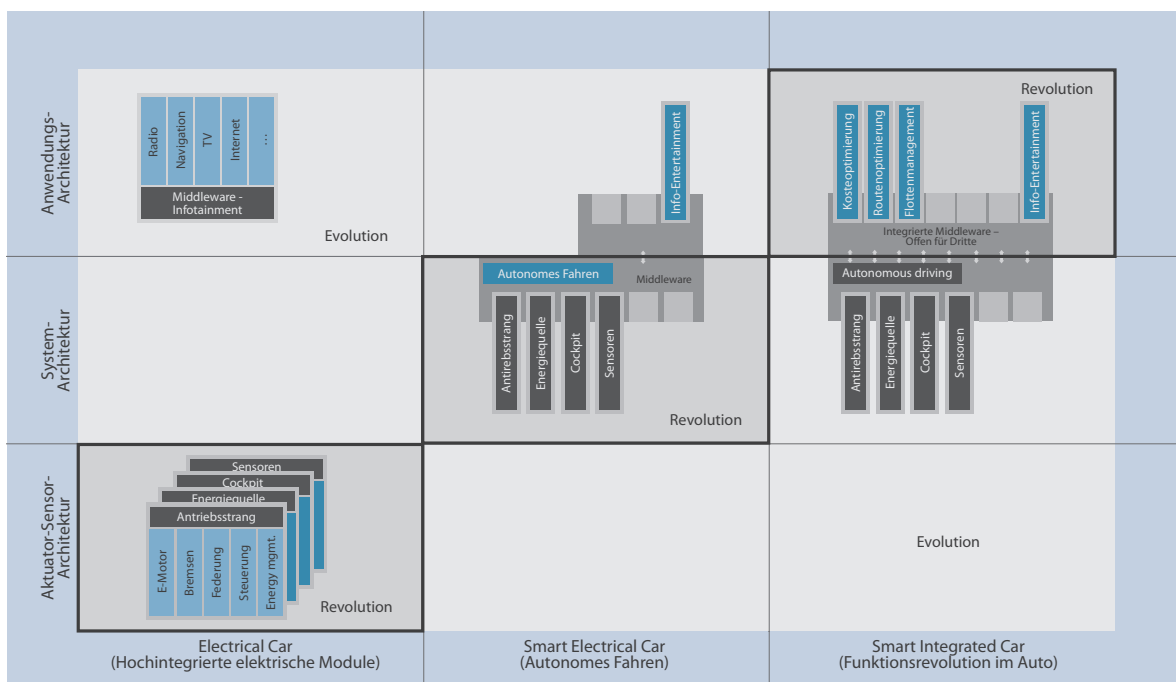 Anwendungs-
Architektur
Radio
Navigation
TV
Internet
...
Middleware -
Infotainment
Evolution
Info-Entertainment
Revolution
Kosteoptimierung
Routenoptimierung
Flottenmanagement
Info-Entertainment
Integrierte Middleware –
Offen für Dritte
System-
Architektur
Autonomes Fahren
Middleware
Antirebsstrang
Energiequelle
Cockpit
Sensoren
Revolution
Autonomous driving
Antirebsstrang
Energiequelle
Cockpit
Sensoren
Aktuator-Sensor-
Architektur
Sensoren
Cockpit
Energiequelle
Antriebsstrang
E-Motor
Bremsen
Federung
Steuerung
Energy mgmt.
Revolution
Evolution
Electrical Car
(Hochintegrierte elektrische Module)
Smart Electrical Car
(Autonomes Fahren)
Smart Integrated Car
(Funktionsrevolution im Auto)